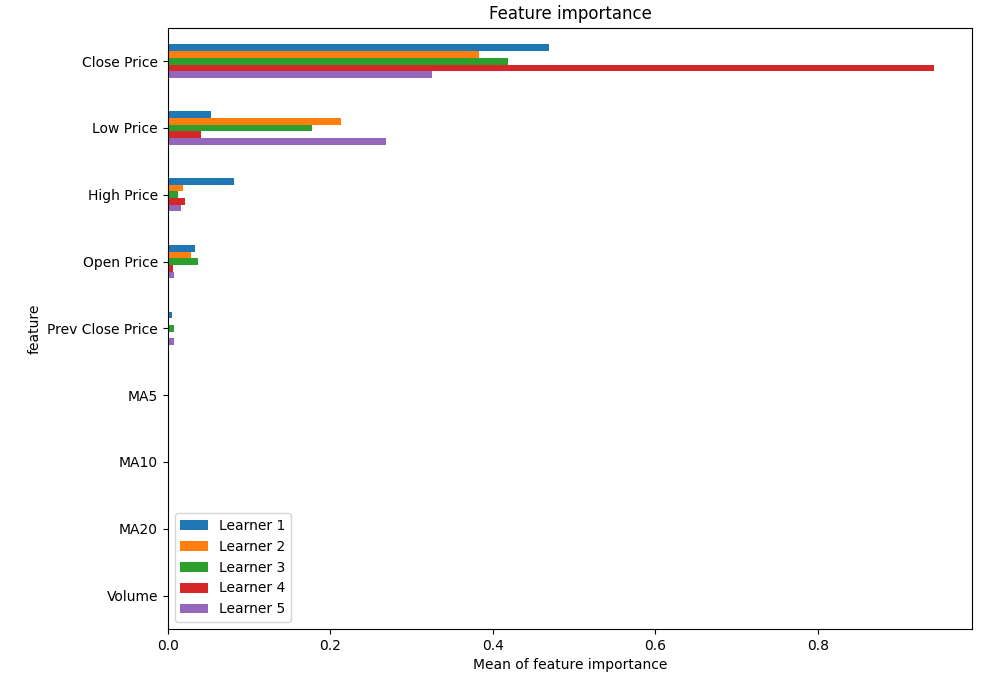 Feature importance
Close Price
Low Price
High Price
Open Price
Prev Close Price
MA5
MA10
MA20
Volume
feature
Learner 1
Learner 2
Learner 3
Learner 4
Learner 5
0.0 0.2 0.4 0.6 0.8
Mean of feature importance